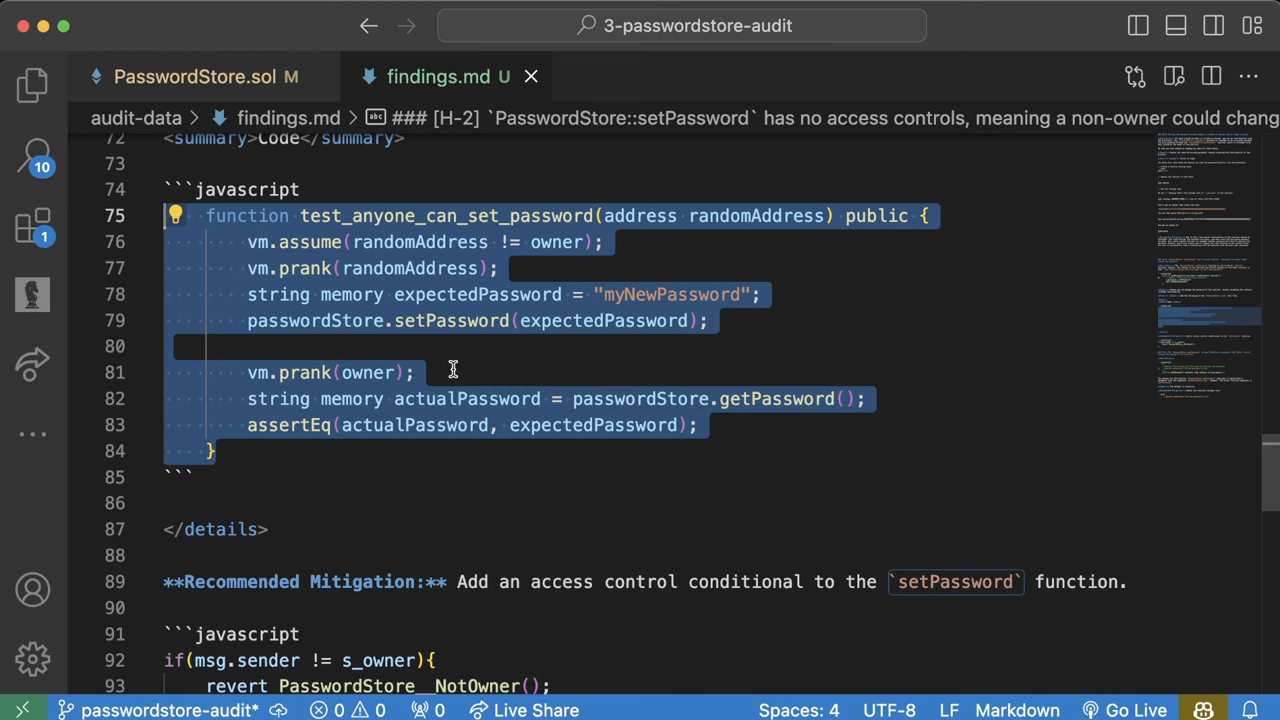 3-passwordstore-audit
PasswordStore.sol M
findings.md U
audit-data > findings.md > ### [H-2] `PasswordStore::setPassword` has no access controls, meaning a non-owner could chang
72 <summary>Code</summary>
73
74 ```javascript
75 function test_anyone_can_set_password(address randomAddress) public {
76 vm.assume(randomAddress != owner);
77 vm.prank(randomAddress);
78 string memory expectedPassword = "myNewPassword";
79 passwordStore.setPassword(expectedPassword);
80
81 vm.prank(owner);
82 string memory actualPassword = passwordStore.getPassword();
83 assertEq(actualPassword, expectedPassword);
84 }
85 ```
86
87 </details>
88
89 **Recommended Mitigation:** Add an access control conditional to the `setPassword` function.
90
91 ```javascript
92 if(msg.sender != s_owner){
93 revert PasswordStore__NotOwner();
10
1
passwordstore-audit* 0 0 0 Live Share Spaces: 4 UTF-8 LF Markdown Go Live